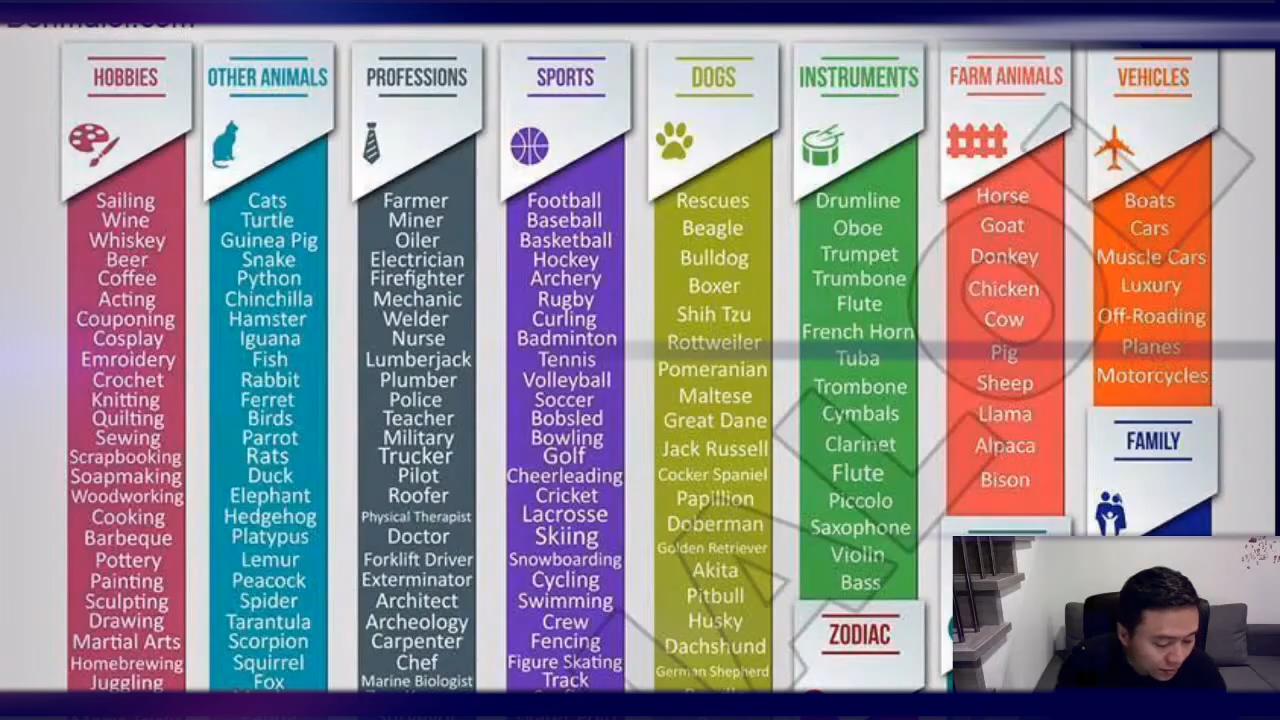 HOBBIES
Sailing
Wine
Whiskey
Beer
Coffee
Acting
Couponing
Cosplay
Emroidery
Crochet
Knitting
Quilting
Sewing
Scrapbooking
Soapmaking
Woodworking
Cooking
Barbeque
Pottery
Painting
Sculpting
Drawing
Martial Arts
Homebrewing
Juggling
OTHER ANIMALS
Cats
Turtle
Guinea Pig
Snake
Python
Chinchilla
Hamster
Iguana
Fish
Rabbit
Ferret
Birds
Parrot
Rats
Duck
Elephant
Hedgehog
Platypus
Lemur
Peacock
Spider
Tarantula
Scorpion
Squirrel
Fox
PROFESSIONS
Farmer
Miner
Oiler
Electrician
Firefighter
Mechanic
Welder
Nurse
Lumberjack
Plumber
Police
Teacher
Military
Trucker
Pilot
Roofer
Physical Therapist
Doctor
Forklift Driver
Exterminator
Architect
Archeology
Carpenter
Chef
Marine Biologist
SPORTS
Football
Baseball
Basketball
Hockey
Archery
Rugby
Curling
Badminton
Tennis
Volleyball
Soccer
Bobsled
Bowling
Golf
Cheerleading
Cricket
Lacrosse
Skiing
Snowboarding
Cycling
Swimming
Crew
Fencing
Figure Skating
Track
DOGS
Rescues
Beagle
Bulldog
Boxer
Shih Tzu
Rottweiler
Pomeranian
Maltese
Great Dane
Jack Russell
Cocker Spaniel
Papillion
Doberman
Golden Retriever
Akita
Pitbull
Husky
Dachshund
German Shepherd
INSTRUMENTS
Drumline
Oboe
Trumpet
Trumbone
Flute
French Horn
Tuba
Trombone
Cymbals
Clarinet
Flute
Piccolo
Saxophone
Violin
Bass
ZODIAC
FARM ANIMALS
Horse
Goat
Donkey
Chicken
Cow
Pig
Sheep
Llama
Alpaca
Bison
VEHICLES
Boats
Cars
Muscle Cars
Luxury
Off-Roading
Planes
Motorcycles
FAMILY